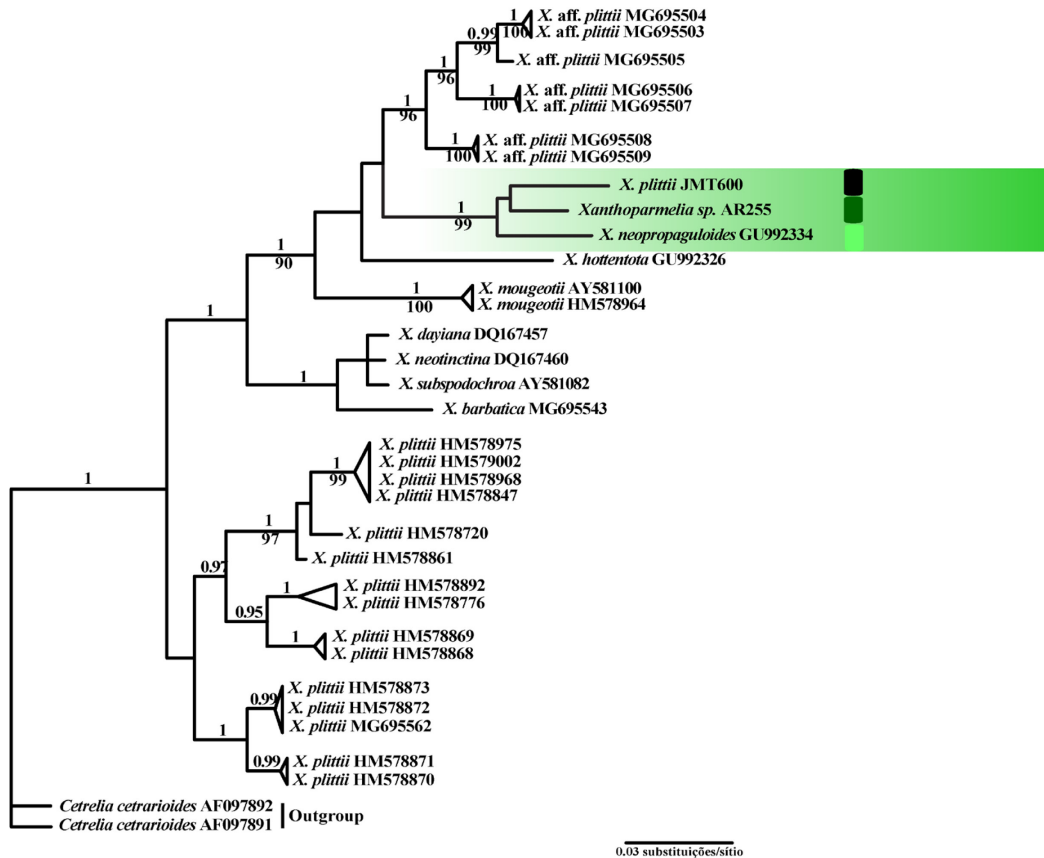 1
X. aff. plittii MG695504
100
X. aff. plittii MG695503
0.99
99
X. aff. plittii MG695505
1
96
1
X. aff. plittii MG695506
100
X. aff. plittii MG695507
1
96
1
X. aff. plittii MG695508
100
X. aff. plittii MG695509
X. plittii JMT600
1
Xanthoparmelia sp. AR255
99
X. neopropaguloides GU992334
1
90
X. hottentota GU992326
1
X. mougeotii AY581100
100
X. mougeotii HM578964
1
X. dayiana DQ167457
X. neotinctina DQ167460
1
X. subspodochroa AY581082
X. barbatica MG695543
X. plittii HM578975
1
X. plittii HM579002
99
X. plittii HM578968
X. plittii HM578847
1
1
97
X. plittii HM578720
X. plittii HM578861
0.97
1
X. plittii HM578892
X. plittii HM578776
0.95
1
X. plittii HM578869
X. plittii HM578868
0.99
X. plittii HM578873
X. plittii HM578872
X. plittii MG695562
1
0.99
X. plittii HM578871
X. plittii HM578870
Cetrelia cetrarioides AF097892
Cetrelia cetrarioides AF097891
Outgroup
0.03 substituições/sítio